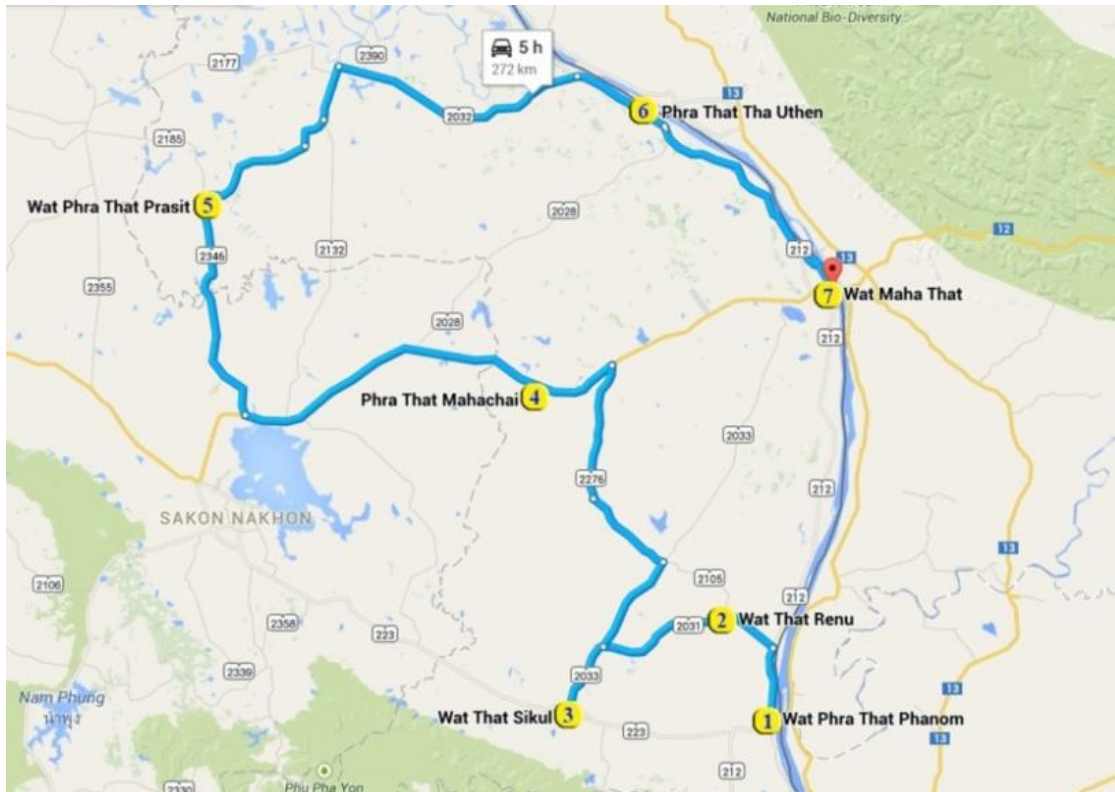 National Bio-Diversity...
2390
2177
5 h
272 km
13
6 Phra That Tha Uthen
2032
2185
Wat Phra That Prasit 5
2028
12
212
13
2346
2132
2355
7 Wat Maha That
2028
212
Phra That Mahachai 4
2033
2276
212
SAKON NAKHON
13
2105
2106
212
2358
2031
2 Wat That Renu
223
2339
2033
13
Nam Phung
น้ำพุง
Wat That Sikul 3
1 Wat Phra That Phanom
223
13
212
Phu Pha Yon
2330